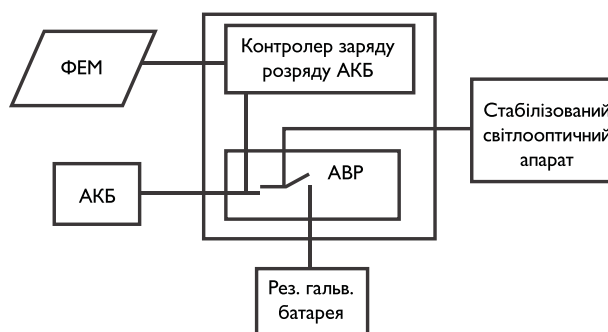 ФЕМ
Контролер заряду
розряду АКБ
Стабілізований
світлооптичний
апарат
АВР
АКБ
Рез. гальв.
батарея